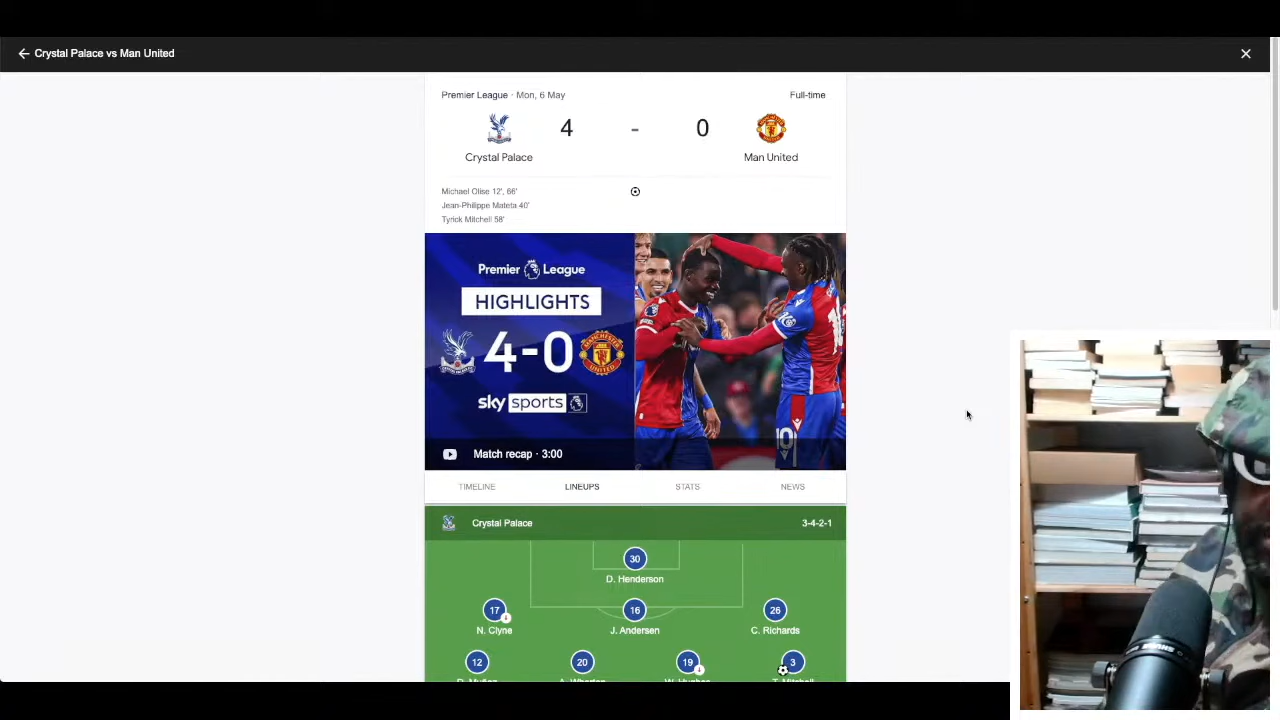 Crystal Palace vs Man United
Premier League · Mon, 6 May
Full-time
4 - 0
Crystal Palace
Man United
Michael Olise 12', 66'
Jean-Philippe Mateta 40'
Tyrick Mitchell 58'
Premier League
HIGHLIGHTS
4-0
sky sports
10
Match recap · 3:00
TIMELINE
LINEUPS
STATS
NEWS
Crystal Palace
3-4-2-1
30
D. Henderson
17
16
26
N. Clyne
J. Andersen
C. Richards
12
20
19
3